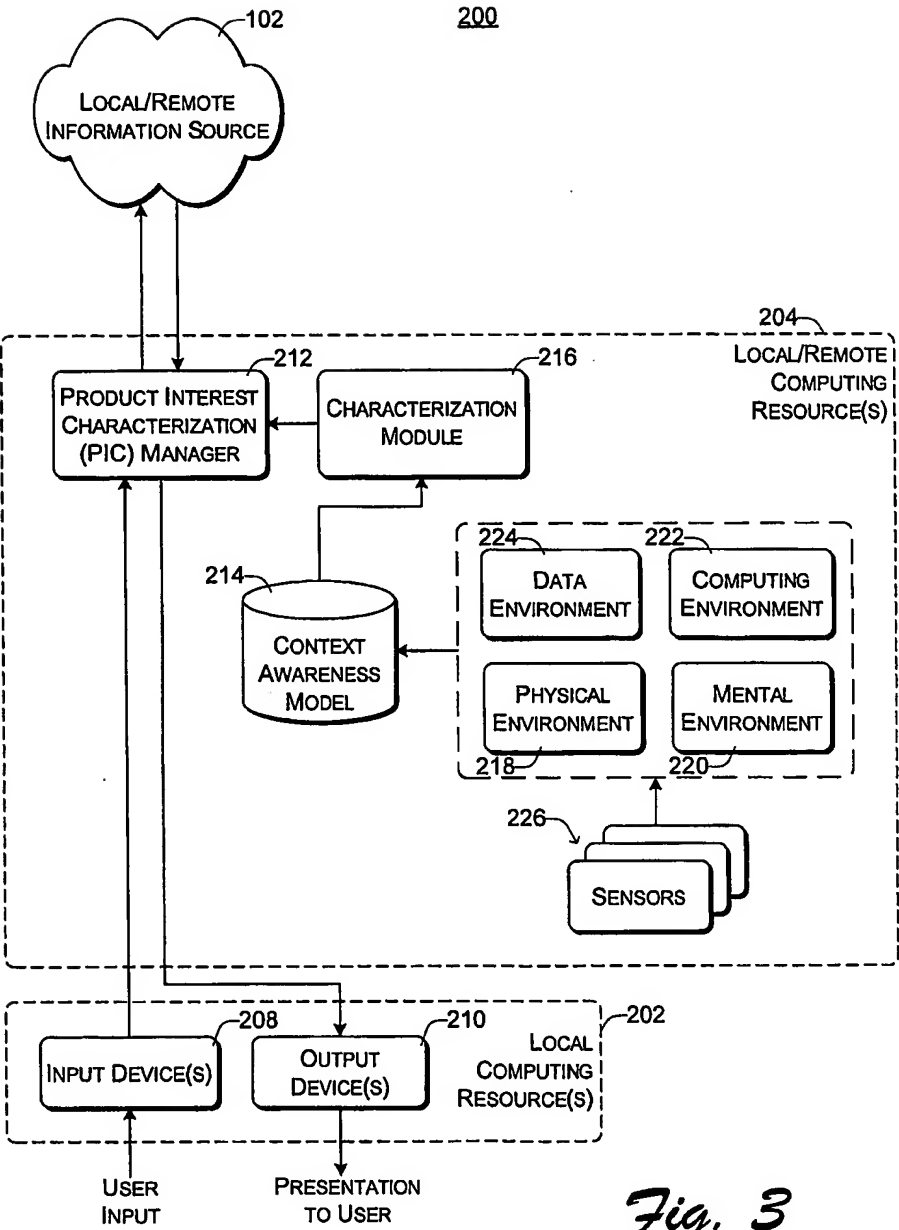 102
200
LOCAL/REMOTE
INFORMATION SOURCE
204
LOCAL/REMOTE
COMPUTING
RESOURCE(S)
212
PRODUCT INTEREST
CHARACTERIZATION
(PIC) MANAGER
216
CHARACTERIZATION
MODULE
214
CONTEXT
AWARENESS
MODEL
224
DATA
ENVIRONMENT
222
COMPUTING
ENVIRONMENT
PHYSICAL
ENVIRONMENT
218
MENTAL
ENVIRONMENT
220
226
SENSORS
202
208
INPUT DEVICE(S)
210
OUTPUT
DEVICE(S)
LOCAL
COMPUTING
RESOURCE(S)
USER
INPUT
PRESENTATION
TO USER
Fig. 3